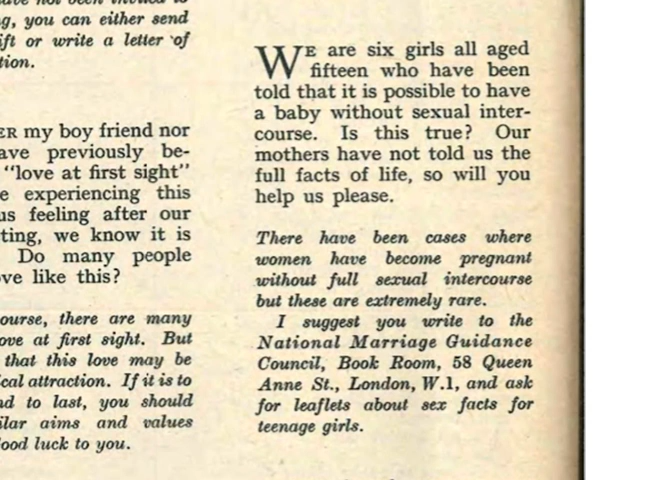 g, you can either send
ift or write a letter of
tion.
ER my boy friend nor
ave previously be-
"love at first sight"
e experiencing this
us feeling after our
ting, we know it is
Do many people
ve like this?
ourse, there are many
ove at first sight. But
that this love may be
cal attraction. If it is to
nd to last, you should
ilar aims and values
ood luck to you.
WE are six girls all aged
fifteen who have been
told that it is possible to have
a baby without sexual inter-
course. Is this true? Our
mothers have not told us the
full facts of life, so will you
help us please.
There have been cases where
women have become pregnant
without full sexual intercourse
but these are extremely rare.
I suggest you write to the
National Marriage Guidance
Council, Book Room, 58 Queen
Anne St., London, W.1, and ask
for leaflets about sex facts for
teenage girls.